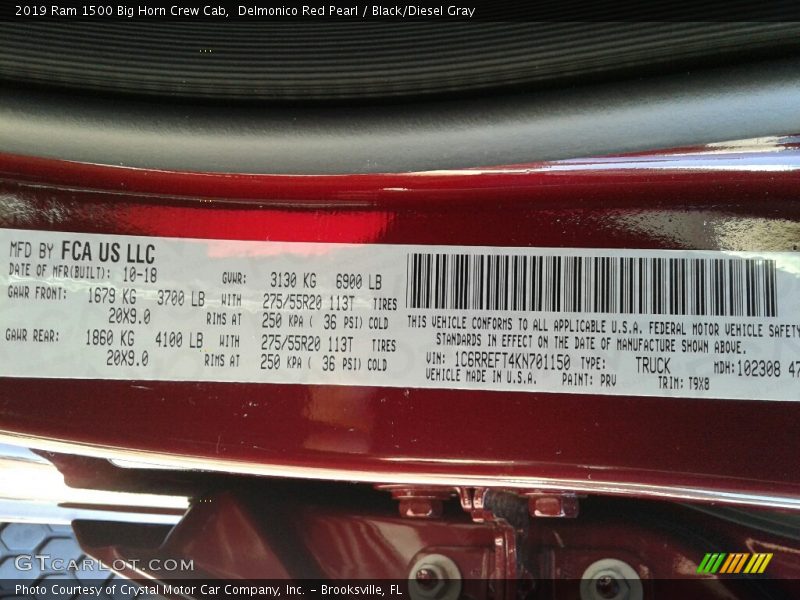 2019 Ram 1500 Big Horn Crew Cab, Delmonico Red Pearl / Black/Diesel Gray
MFD BY FCA US LLC
DATE OF MFR(BUILT): 10-18 GVWR: 3130 KG 6900 LB
GAWR FRONT: 1679 KG 3700 LB WITH 275/55R20 113T TIRES
20X9.0 RIMS AT 250 KPA ( 36 PSI) COLD
GAWR REAR: 1860 KG 4100 LB WITH 275/55R20 113T TIRES
20X9.0 RIMS AT 250 KPA ( 36 PSI) COLD
THIS VEHICLE CONFORMS TO ALL APPLICABLE U.S.A. FEDERAL MOTOR VEHICLE SAFETY
STANDARDS IN EFFECT ON THE DATE OF MANUFACTURE SHOWN ABOVE.
VIN: 1C6RREFT4KN701150 TYPE: TRUCK MDH:102308 47
VEHICLE MADE IN U.S.A. PAINT: PRV TRIM: T9X8
GTCARLOT.COM
Photo Courtesy of Crystal Motor Car Company, Inc. – Brooksville, FL